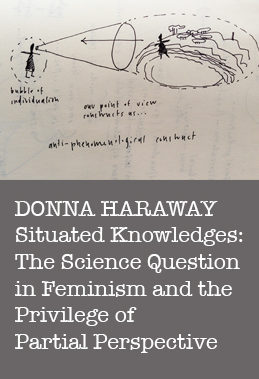 bubble of
individualism
our point of view
constructs us...
anti-phenomenological construct
DONNA HARAWAY
Situated Knowledges:
The Science Question
in Feminism and the
Privilege of
Partial Perspective